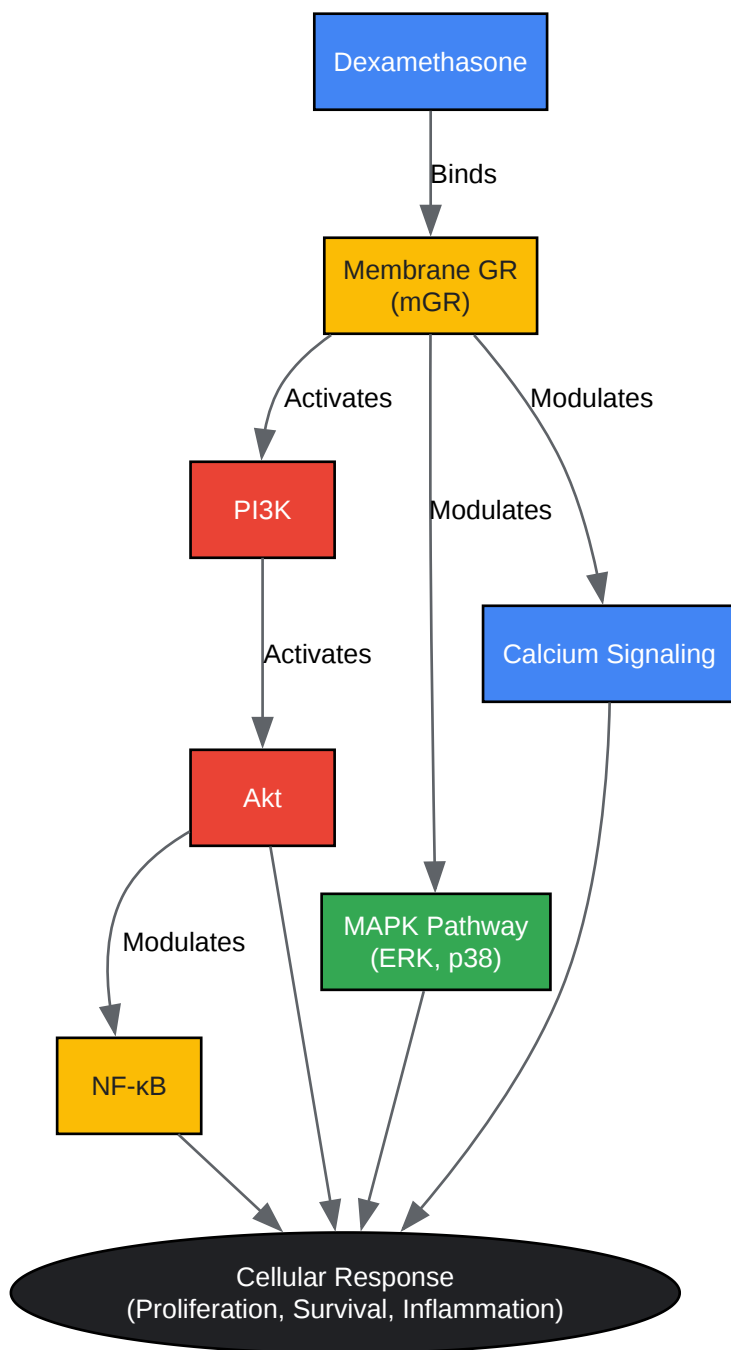 Dexamethasone
Binds
Membrane GR
(mGR)
Activates
Modulates
PI3K
Modulates
Activates
Calcium Signaling
Akt
MAPK Pathway
(ERK, p38)
Modulates
NF-κB
Cellular Response
(Proliferation, Survival, Inflammation)